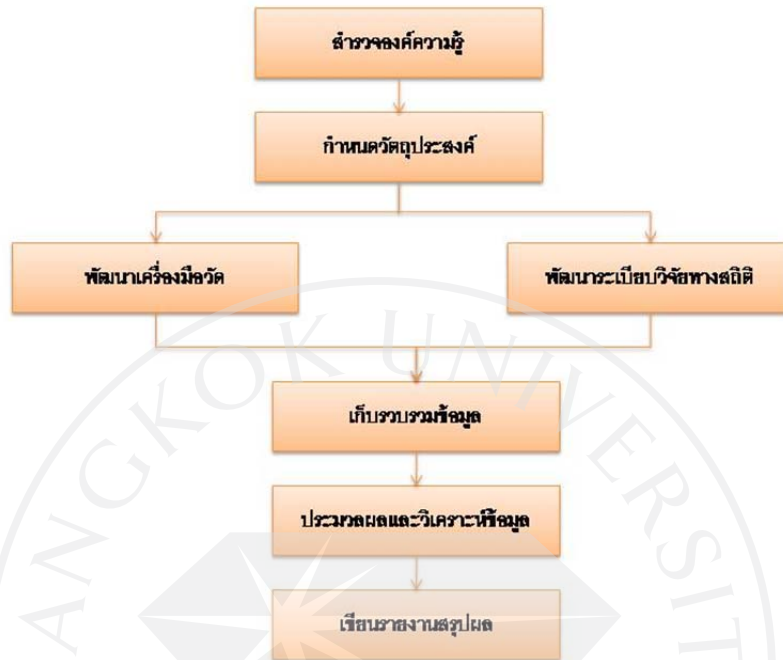 สำรวจองค์ความรู้
กำหนดวัตถุประสงค์
พัฒนาเครื่องมือวัด
พัฒนาระเบียบวิจัยทางสถิติ
เก็บรวบรวมข้อมูล
ประมวลผลและวิเคราะห์ข้อมูล
เขียนรายงานสรุปผล
ANGKOK UNIVERSIT